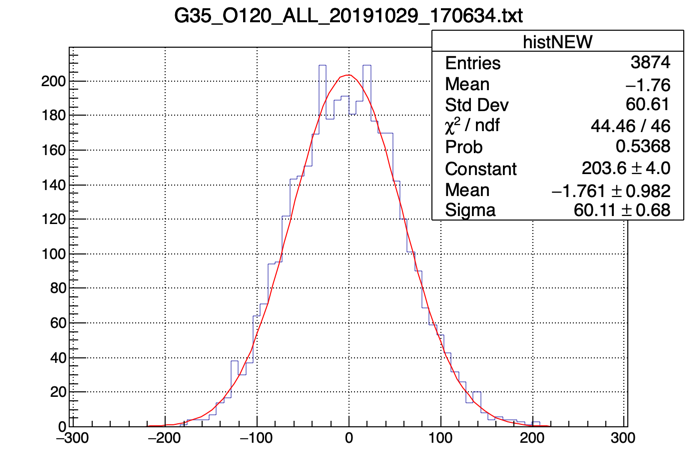 G35_O120_ALL_20191029_170634.txt
histNEW
Entries 3874
Mean −1.76
Std Dev 60.61
χ² / ndf 44.46 / 46
Prob 0.5368
Constant 203.6 ± 4.0
Mean −1.761 ± 0.982
Sigma 60.11 ± 0.68
200
180
160
140
120
100
80
60
40
20
0
−300 −200 −100 0 100 200 300